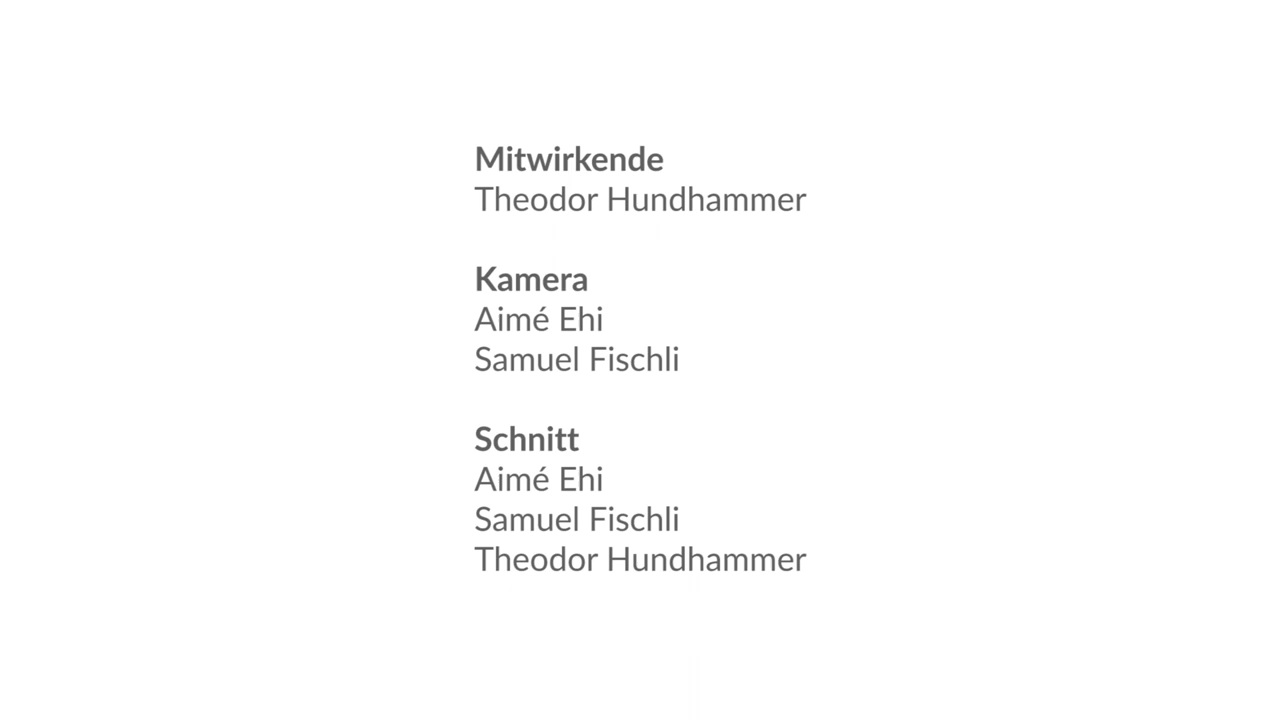 Mitwirkende
Theodor Hundhammer
Kamera
Aimé Ehi
Samuel Fischli
Schnitt
Aimé Ehi
Samuel Fischli
Theodor Hundhammer